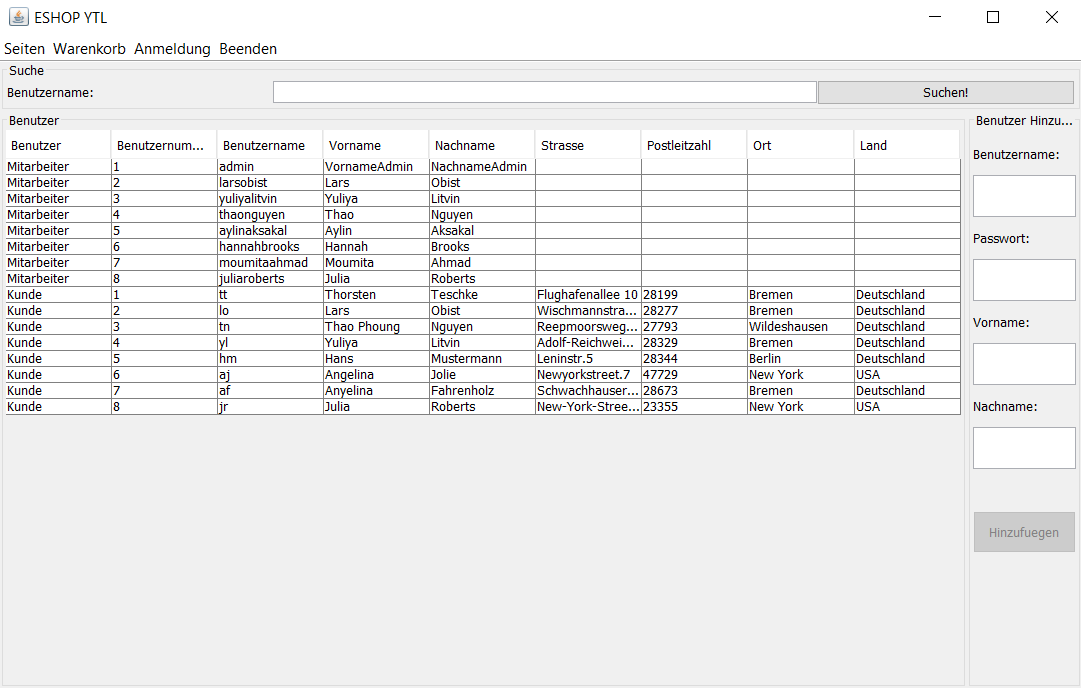 ESHOP YTL
Seiten Warenkorb Anmeldung Beenden
Suche
Benutzername: Suchen!
Benutzer
Benutzer Benutzernum... Benutzername Vorname Nachname Strasse Postleitzahl Ort Land
Mitarbeiter 1 admin VornameAdmin NachnameAdmin
Mitarbeiter 2 larsobist Lars Obist
Mitarbeiter 3 yuliyalitvin Yuliya Litvin
Mitarbeiter 4 thaonguyen Thao Nguyen
Mitarbeiter 5 aylinaksakal Aylin Aksakal
Mitarbeiter 6 hannahbrooks Hannah Brooks
Mitarbeiter 7 moumitaahmad Moumita Ahmad
Mitarbeiter 8 juliaroberts Julia Roberts
Kunde 1 tt Thorsten Teschke Flughafenallee 10 28199 Bremen Deutschland
Kunde 2 lo Lars Obist Wischmannstra... 28277 Bremen Deutschland
Kunde 3 tn Thao Phoung Nguyen Reepmoorsweg... 27793 Wildeshausen Deutschland
Kunde 4 yl Yuliya Litvin Adolf-Reichwei... 28329 Bremen Deutschland
Kunde 5 hm Hans Mustermann Leninstr.5 28344 Berlin Deutschland
Kunde 6 aj Angelina Jolie Newyorkstreet.7 47729 New York USA
Kunde 7 af Anyelina Fahrenholz Schwachhauser... 28673 Bremen Deutschland
Kunde 8 jr Julia Roberts New-York-Stree... 23355 New York USA
Benutzer Hinzu...
Benutzername:
Passwort:
Vorname:
Nachname:
Hinzufuegen